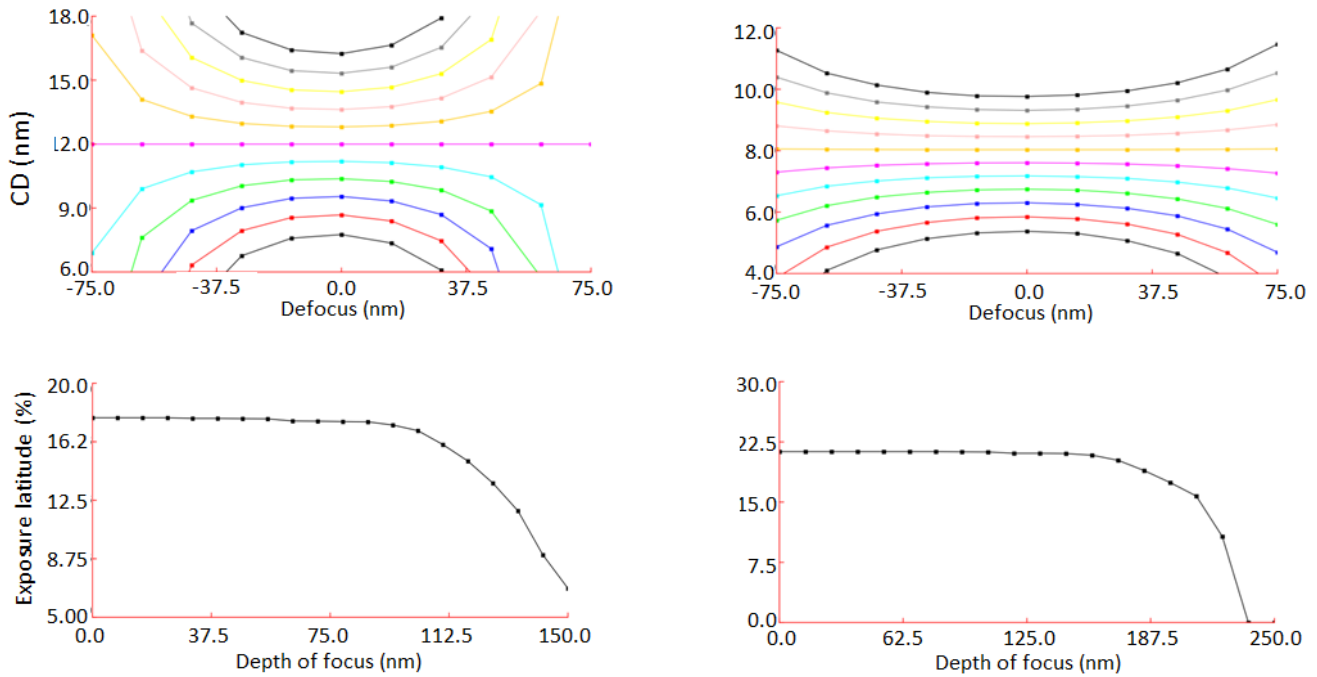 CD (nm)
18.0
15.0
12.0
9.0
6.0
-75.0 -37.5 0.0 37.5 75.0
Defocus (nm)
12.0
10.0
8.0
6.0
4.0
-75.0 -37.5 0.0 37.5 75.0
Defocus (nm)
Exposure latitude (%)
20.0
16.2
12.5
8.75
5.00
0.0 37.5 75.0 112.5 150.0
Depth of focus (nm)
30.0
22.5
15.0
7.5
0.0
0.0 62.5 125.0 187.5 250.0
Depth of focus (nm)